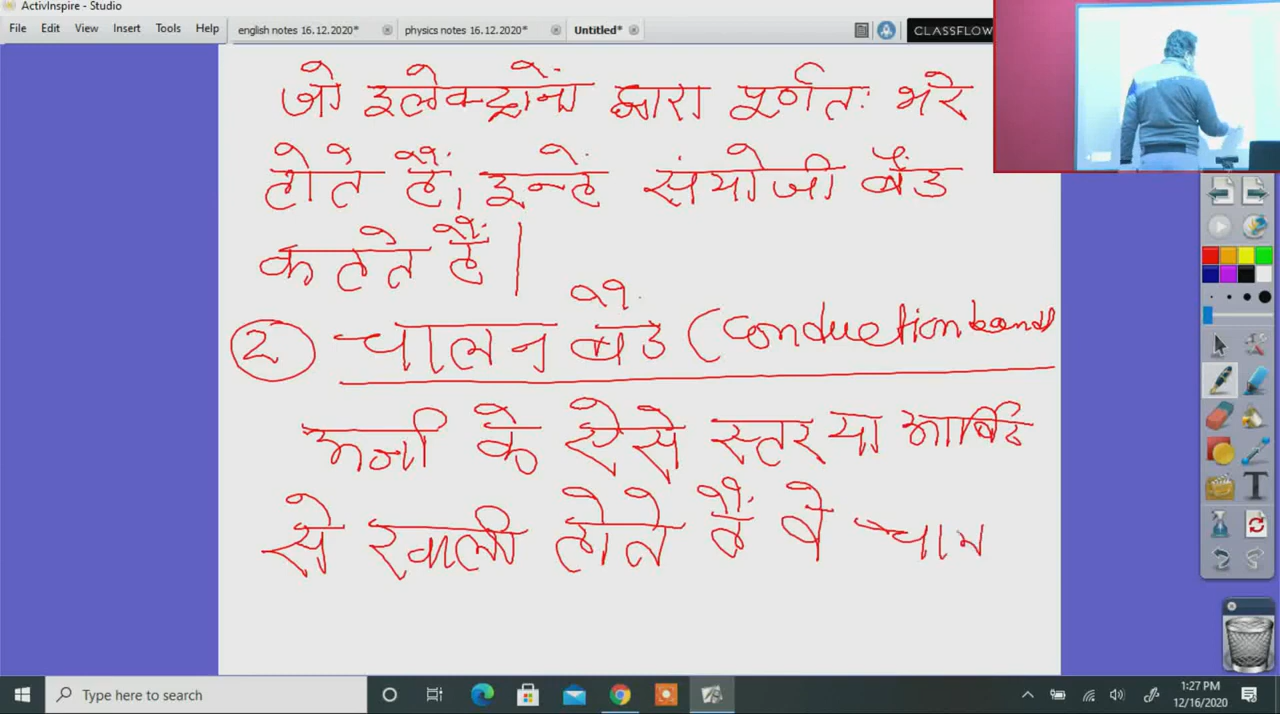 ActivInspire - Studio
File Edit View Insert Tools Help english notes 16.12.2020* physics notes 16.12.2020* Untitled* CLASSFLOW
जो इलेक्ट्रोनों द्वारा पूर्णतः भरे
होते हैं, इन्हें संयोजी बैंड
कहते हैं|
2 चालन बैंड (Conduction band
ऊर्जा के ऐसे स्तर या आर्बिट
से खाली होते हैं वे चान
Type here to search
1:27 PM
12/16/2020